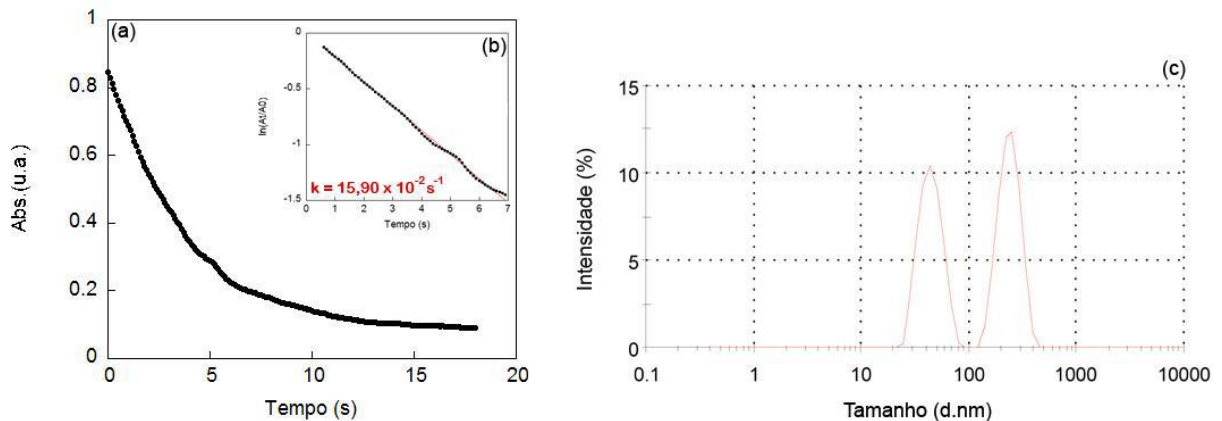 (a)
1
0.8
0.6
0.4
0.2
0
Abs.(u.a.)
0 5 10 15 20
Tempo (s)
(b)
0
-0.5
-1
-1.5
ln(At/A0)
k = 15,90 x 10-2 s-1
0 1 2 3 4 5 6 7
Tempo (s)
(c)
15
10
5
0
Intensidade (%)
0.1 1 10 100 1000 10000
Tamanho (d.nm)